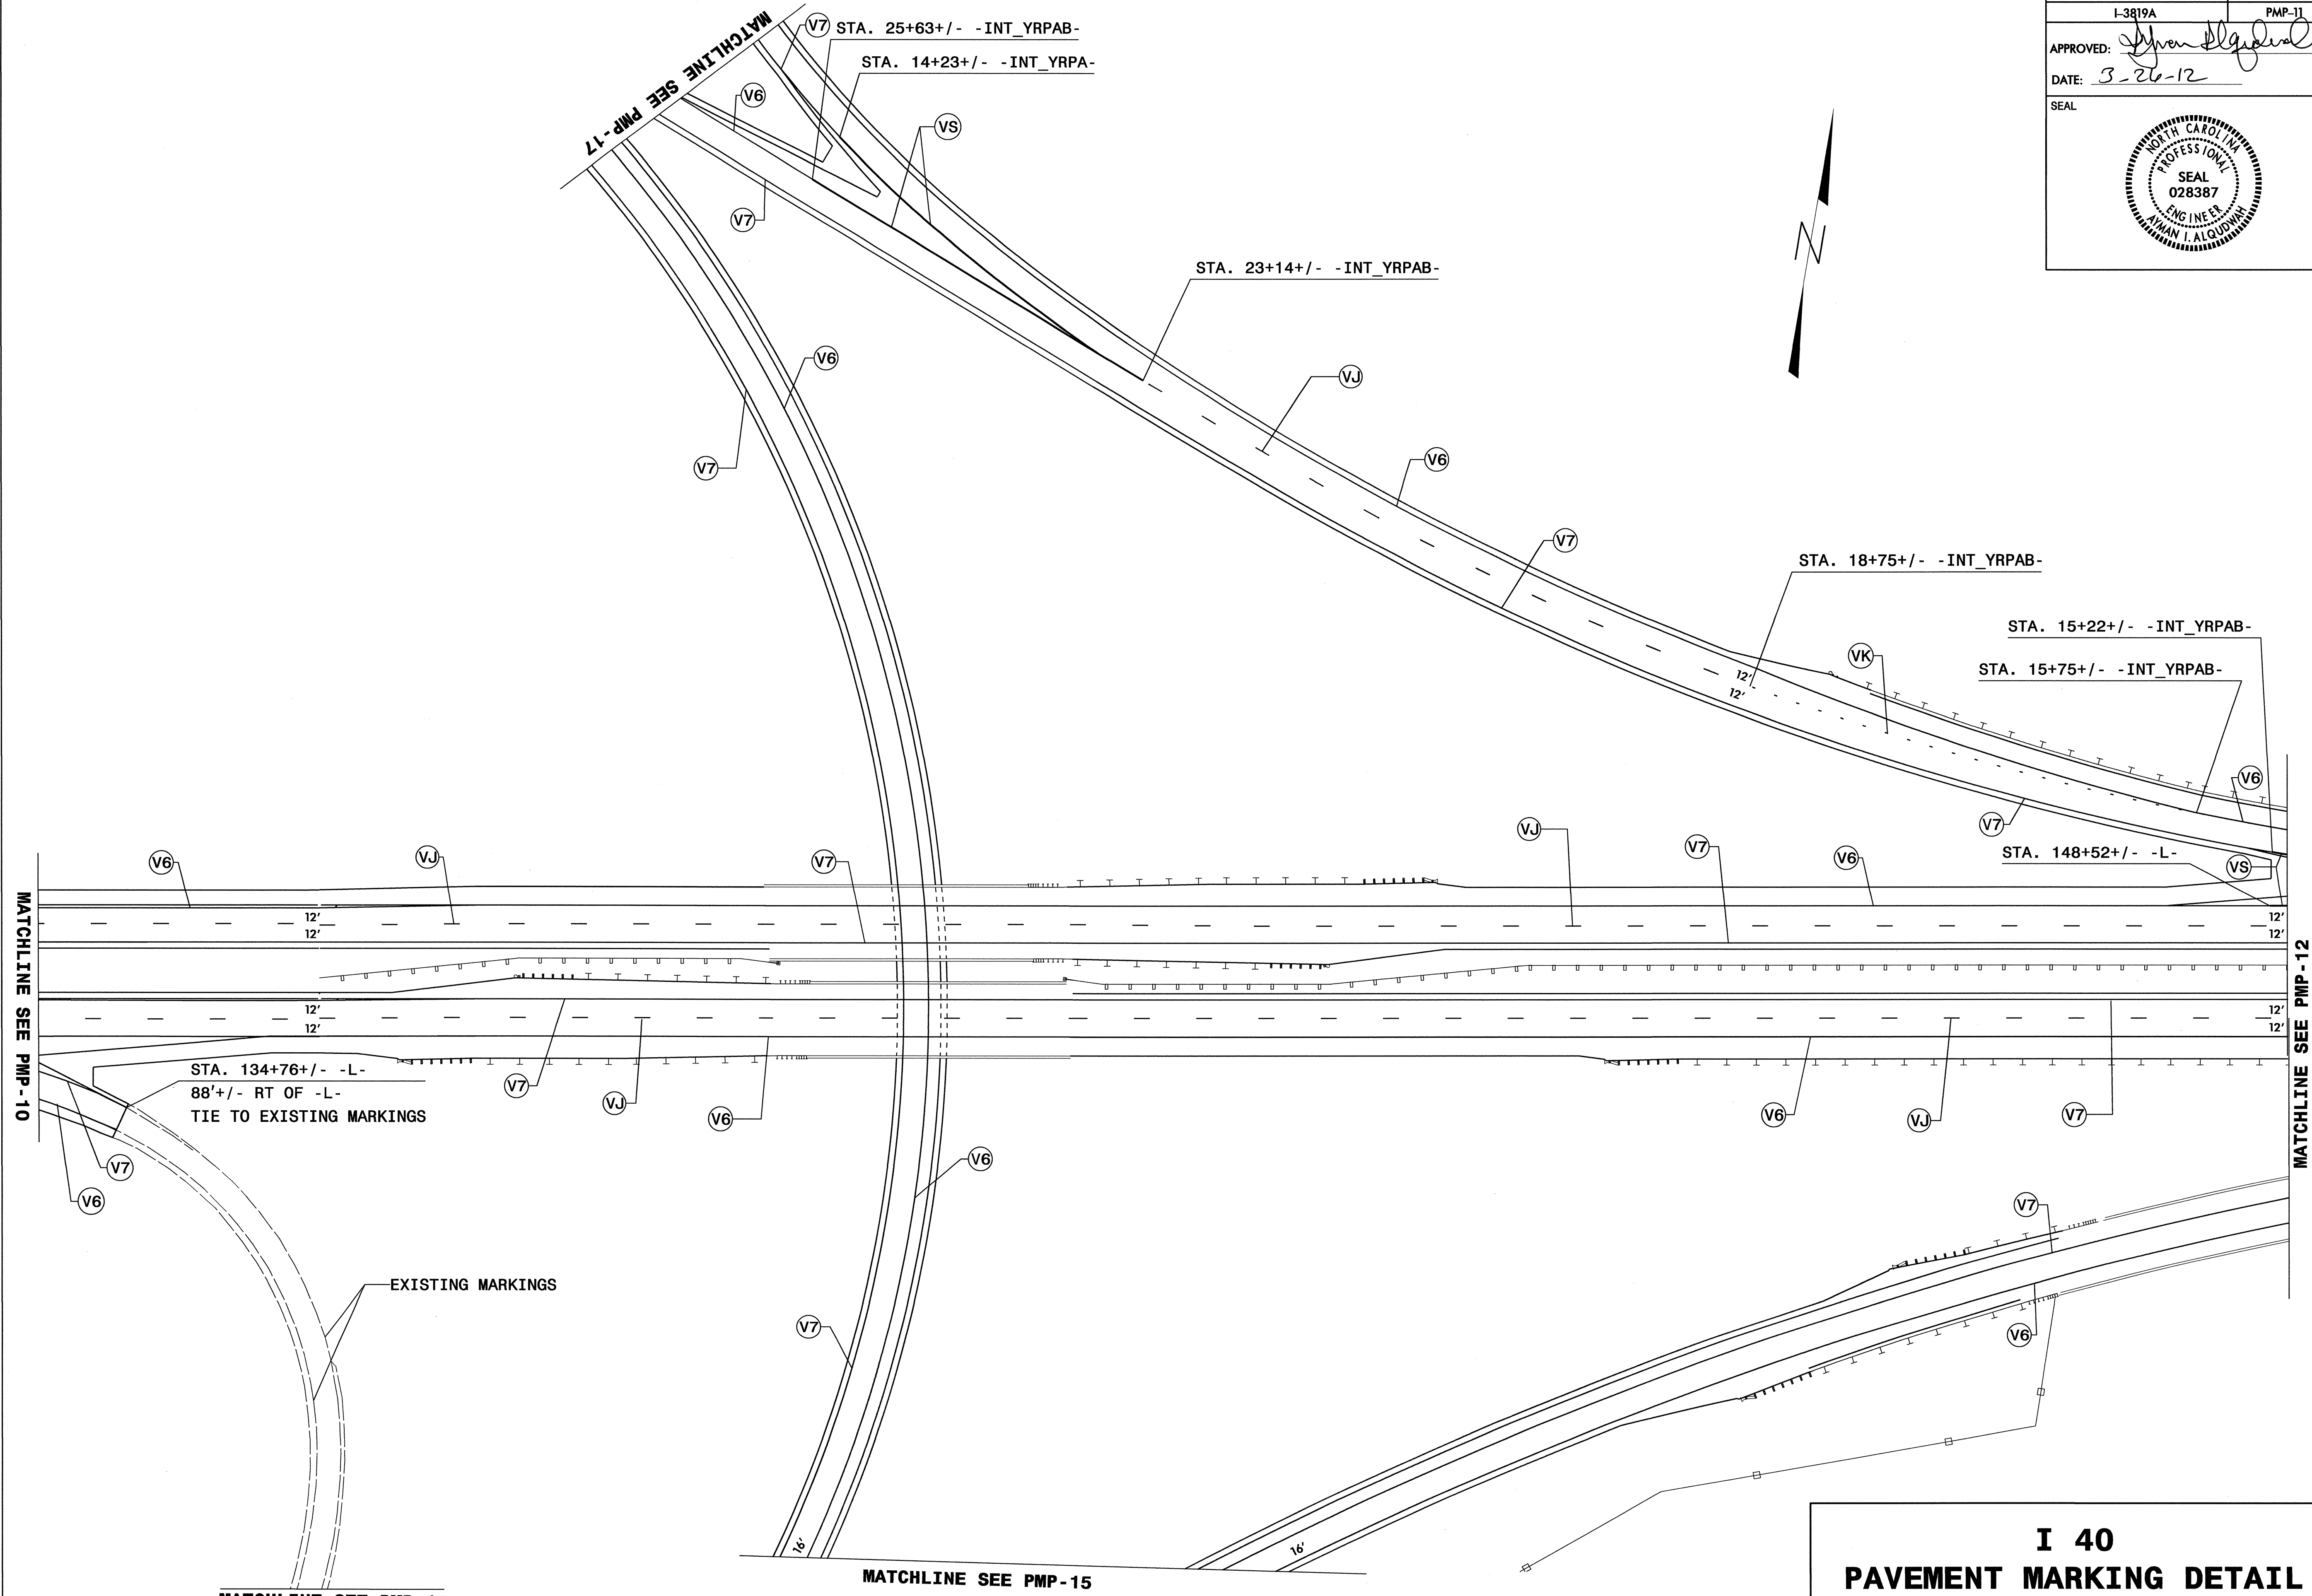 I-3819A PMP-11
APPROVED:
DATE: 3-26-12
SEAL
NORTH CAROLINA
PROFESSIONAL
SEAL
028387
ENGINEER
AYMAN I. ALQUDWAH
MATCHLINE SEE PMP-17
V7
STA. 25+63+/- -INT_YRPAB-
STA. 14+23+/- -INT_YRPA-
V6
VS
V7
STA. 23+14+/- -INT_YRPAB-
N
V6
VJ
V7
V6
V7
STA. 18+75+/- -INT_YRPAB-
STA. 15+22+/- -INT_YRPAB-
VK
STA. 15+75+/- -INT_YRPAB-
12'
12'
V6
V7
V6
VJ
V7
VJ
V7
V6
STA. 148+52+/- -L-
VS
12'
12'
12'
12'
MATCHLINE SEE PMP-10
MATCHLINE SEE PMP-12
12'
12'
12'
12'
STA. 134+76+/- -L-
88'+/- RT OF -L-
TIE TO EXISTING MARKINGS
V7
VJ
V6
V6
VJ
V7
V7
V6
V6
EXISTING MARKINGS
V7
V7
V6
16'
16'
MATCHLINE SEE PMP-15
I 40
PAVEMENT MARKING DETAIL